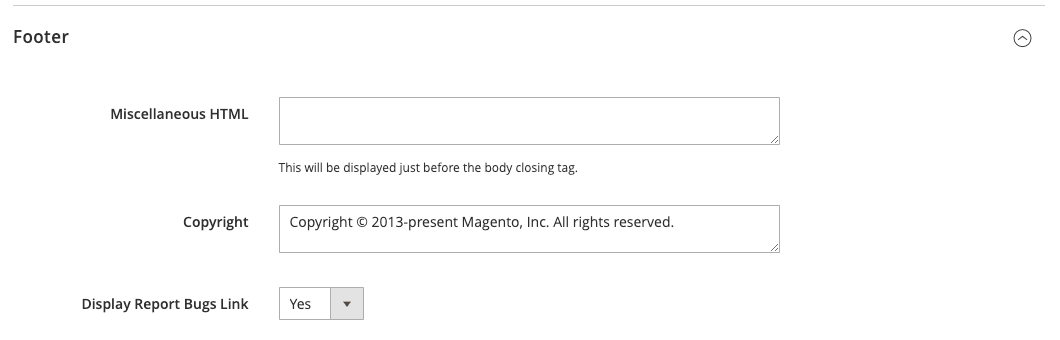 Footer
Miscellaneous HTML
This will be displayed just before the body closing tag.
Copyright
Copyright © 2013-present Magento, Inc. All rights reserved.
Display Report Bugs Link
Yes